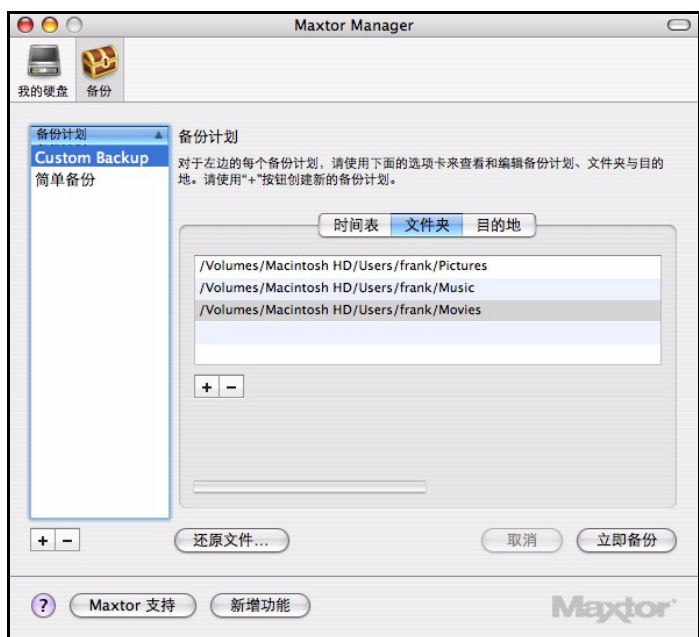 Maxtor Manager
我的硬盘
备份
备份计划
Custom Backup
简单备份
备份计划
对于左边的每个备份计划，请使用下面的选项卡来查看和编辑备份计划、文件夹与目的
地。请使用“+”按钮创建新的备份计划。
时间表 文件夹 目的地
/Volumes/Macintosh HD/Users/frank/Pictures
/Volumes/Macintosh HD/Users/frank/Music
/Volumes/Macintosh HD/Users/frank/Movies
+ −
+ −
还原文件...
取消
立即备份
?
Maxtor 支持
新增功能
Maxtor